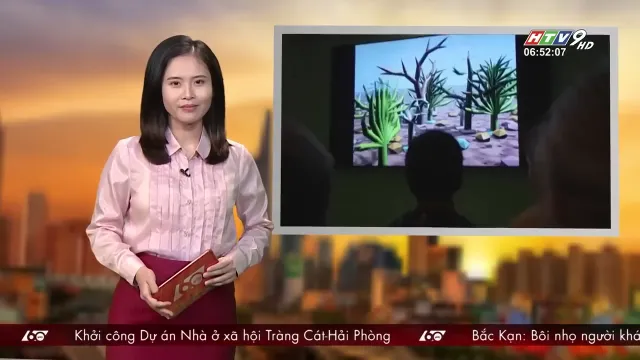 HTV9 HD
06:52:07
60
60 Khởi công Dự án Nhà ở xã hội Tràng Cát-Hải Phòng 60 Bắc Kạn: Bôi nhọ người